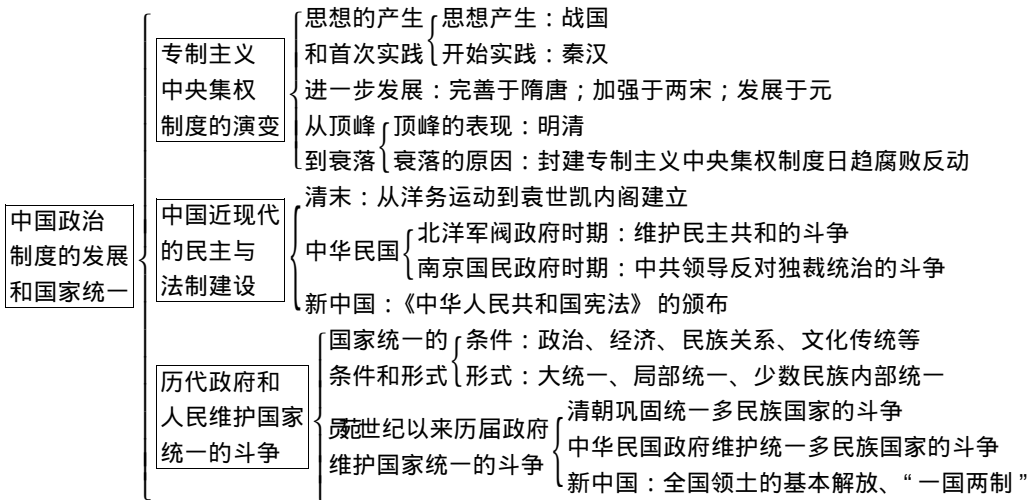 中国政治
制度的发展
和国家统一
专制主义
中央集权
制度的演变
思想的产生
和首次实践
思想产生：战国
开始实践：秦汉
进一步发展：完善于隋唐；加强于两宋；发展于元
从顶峰
到衰落
顶峰的表现：明清
衰落的原因：封建专制主义中央集权制度日趋腐败反动
中国近现代
的民主与
法制建设
清末：从洋务运动到袁世凯内阁建立
中华民国
北洋军阀政府时期：维护民主共和的斗争
南京国民政府时期：中共领导反对独裁统治的斗争
新中国：《中华人民共和国宪法》的颁布
历代政府和
人民维护国家
统一的斗争
国家统一的
条件和形式
条件：政治、经济、民族关系、文化传统等
形式：大统一、局部统一、少数民族内部统一
世纪以来历届政府
维护国家统一的斗争
清朝巩固统一多民族国家的斗争
中华民国政府维护统一多民族国家的斗争
新中国：全国领土的基本解放、“一国两制”